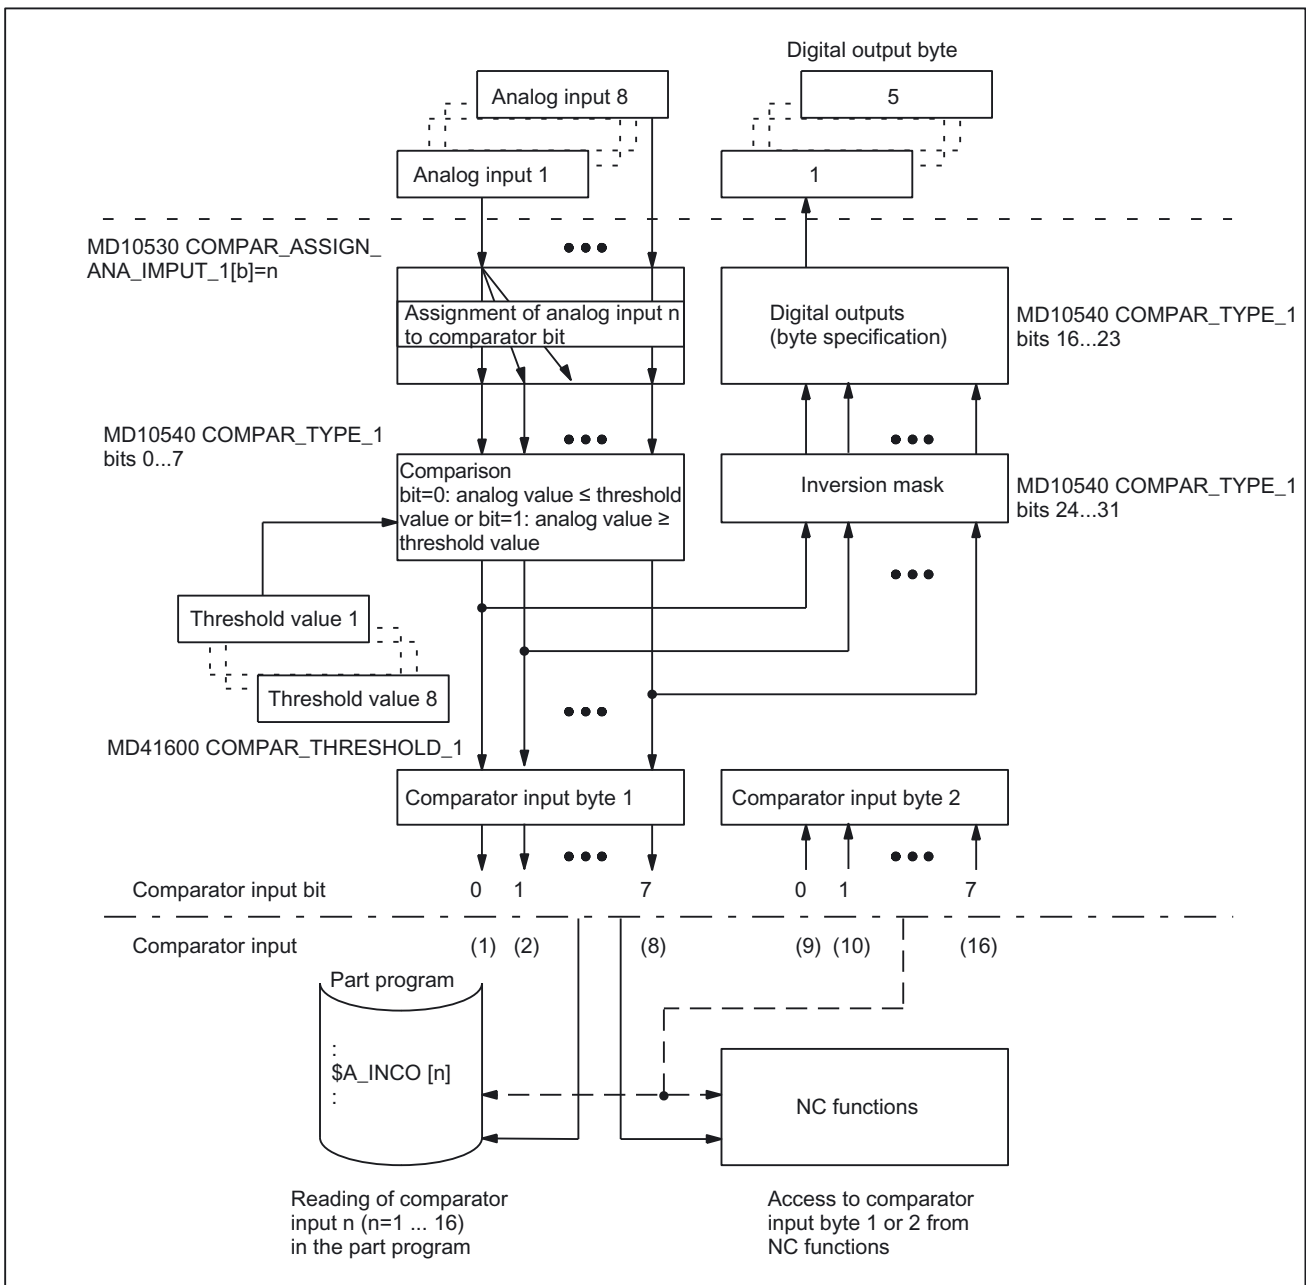 Digital output byte
Analog input 8
5
Analog input 1
1
MD10530 COMPAR_ASSIGN_
ANA_IMPUT_1[b]=n
Assignment of analog input n
to comparator bit
Digital outputs
(byte specification)
MD10540 COMPAR_TYPE_1
bits 16...23
MD10540 COMPAR_TYPE_1
bits 0...7
Comparison
bit=0: analog value ≤ threshold
value or bit=1: analog value ≥
threshold value
Inversion mask
MD10540 COMPAR_TYPE_1
bits 24...31
Threshold value 1
Threshold value 8
MD41600 COMPAR_THRESHOLD_1
Comparator input byte 1
Comparator input byte 2
Comparator input bit 0 1 7 0 1 7
Comparator input (1) (2) (8) (9) (10) (16)
Part program
:
$A_INCO [n]
:
NC functions
Reading of comparator
input n (n=1 ... 16)
in the part program
Access to comparator
input byte 1 or 2 from
NC functions